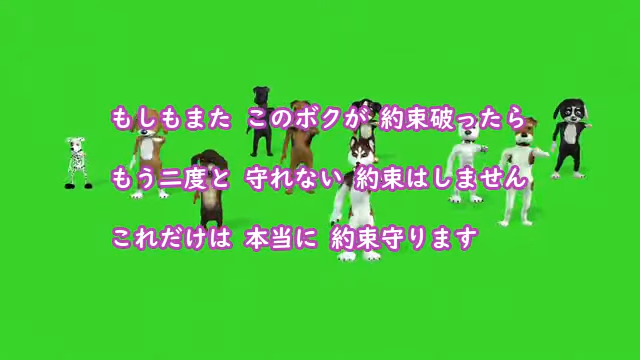 もしもまた このボクが 約束破ったら
もう二度と 守れない 約束はしません
これだけは 本当に 約束守ります